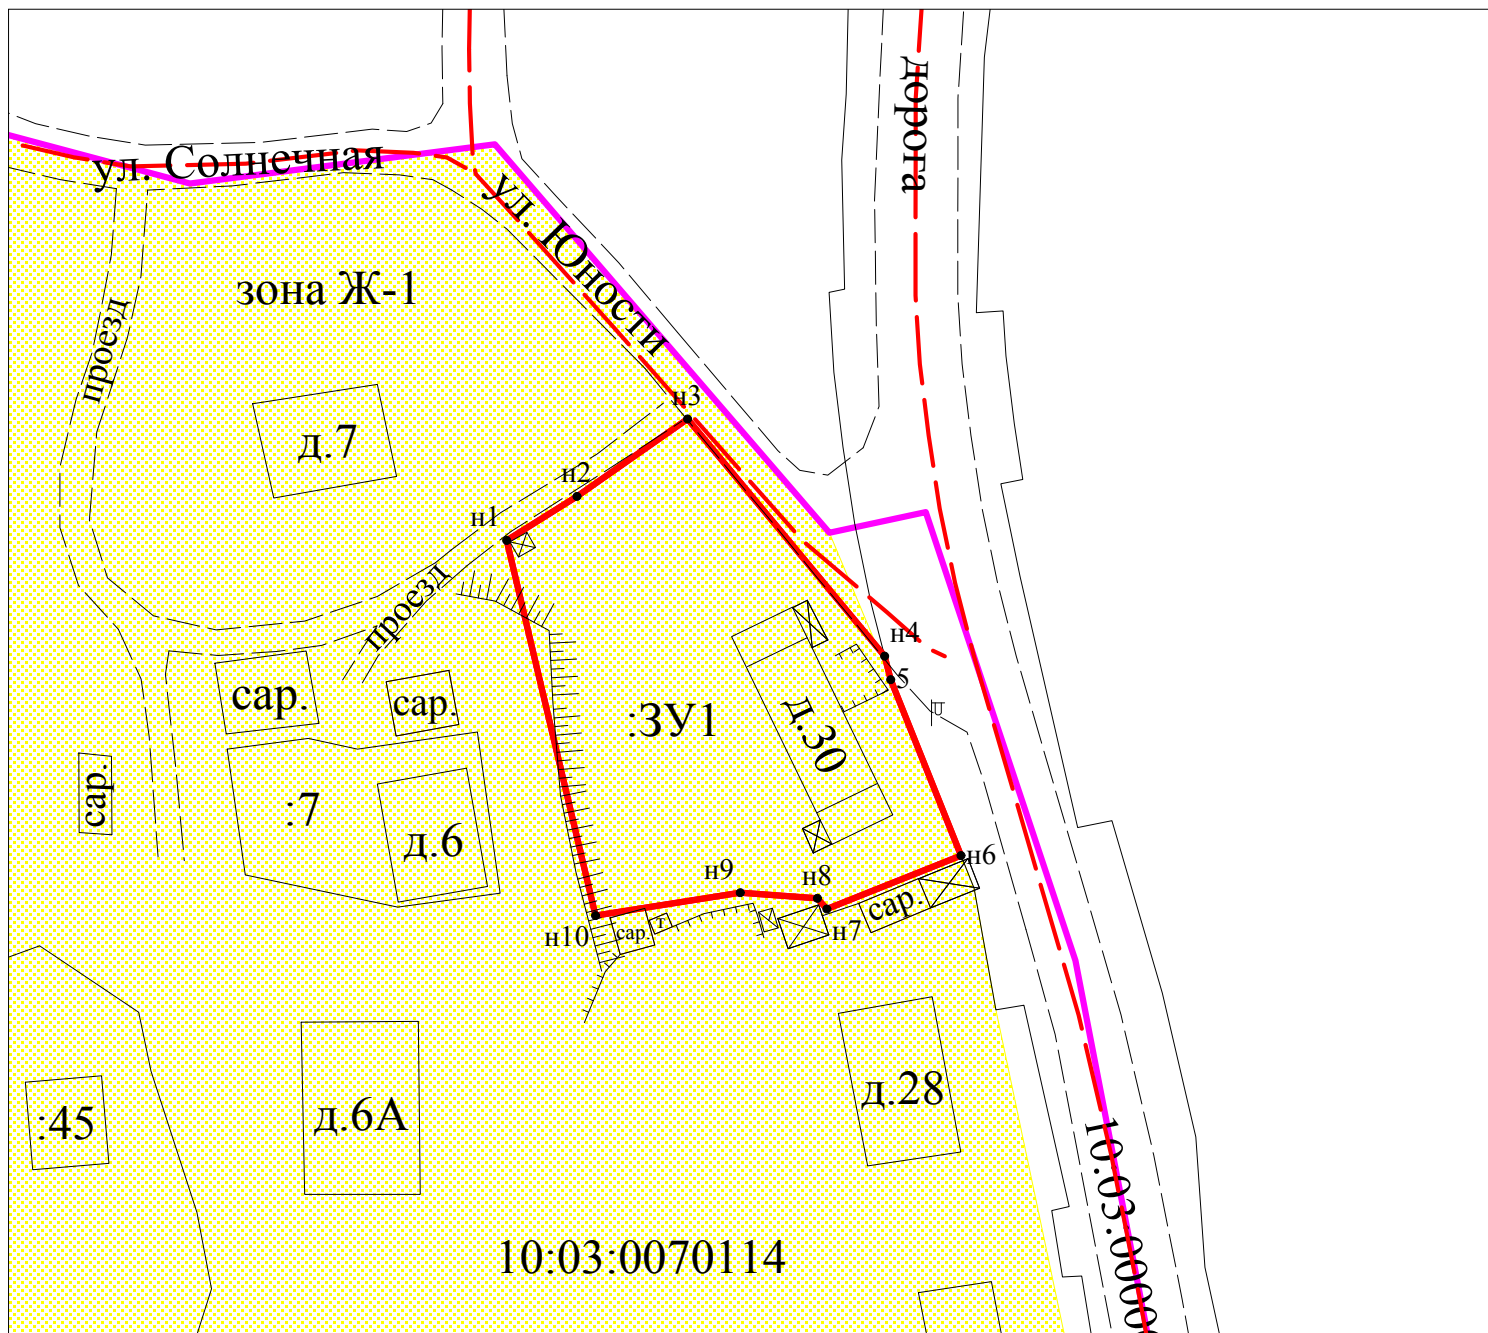 дорога
ул. Солнечная
ул. Юности
зона Ж-1
проезд
н3
д.7
н2
н1
проезд
н4
5
сар.
сар.
:ЗУ1
д.30
сар.
:7
д.6
н6
н9
н8
сар.
н7
н10
сар.
т
д.28
:45
д.6А
10:03:0070114
10:03:0000